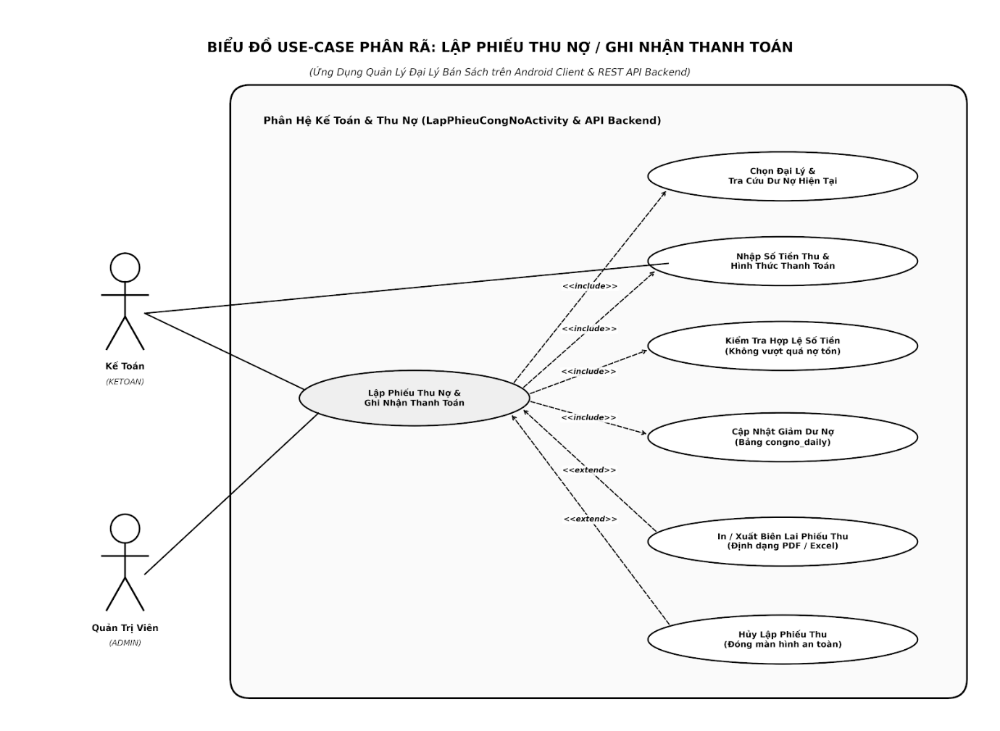 BIỂU ĐỒ USE-CASE PHÂN RÃ: LẬP PHIẾU THU NỢ / GHI NHẬN THANH TOÁN
(Ứng Dụng Quản Lý Đại Lý Bán Sách trên Android Client & REST API Backend)
Phân Hệ Kế Toán & Thu Nợ (LapPhieuCongNoActivity & API Backend)
Chọn Đại Lý &
Tra Cứu Dư Nợ Hiện Tại
Nhập Số Tiền Thu &
Hình Thức Thanh Toán
<<include>>
<<include>>
Kiểm Tra Hợp Lệ Số Tiền
(Không vượt quá nợ tồn)
Kế Toán
(KETOAN)
<<include>>
Lập Phiếu Thu Nợ &
Ghi Nhận Thanh Toán
<<include>>
Cập Nhật Giảm Dư Nợ
(Bảng congno_daily)
<<extend>>
<<extend>>
In / Xuất Biên Lai Phiếu Thu
(Định dạng PDF / Excel)
Quản Trị Viên
(ADMIN)
Hủy Lập Phiếu Thu
(Đóng màn hình an toàn)